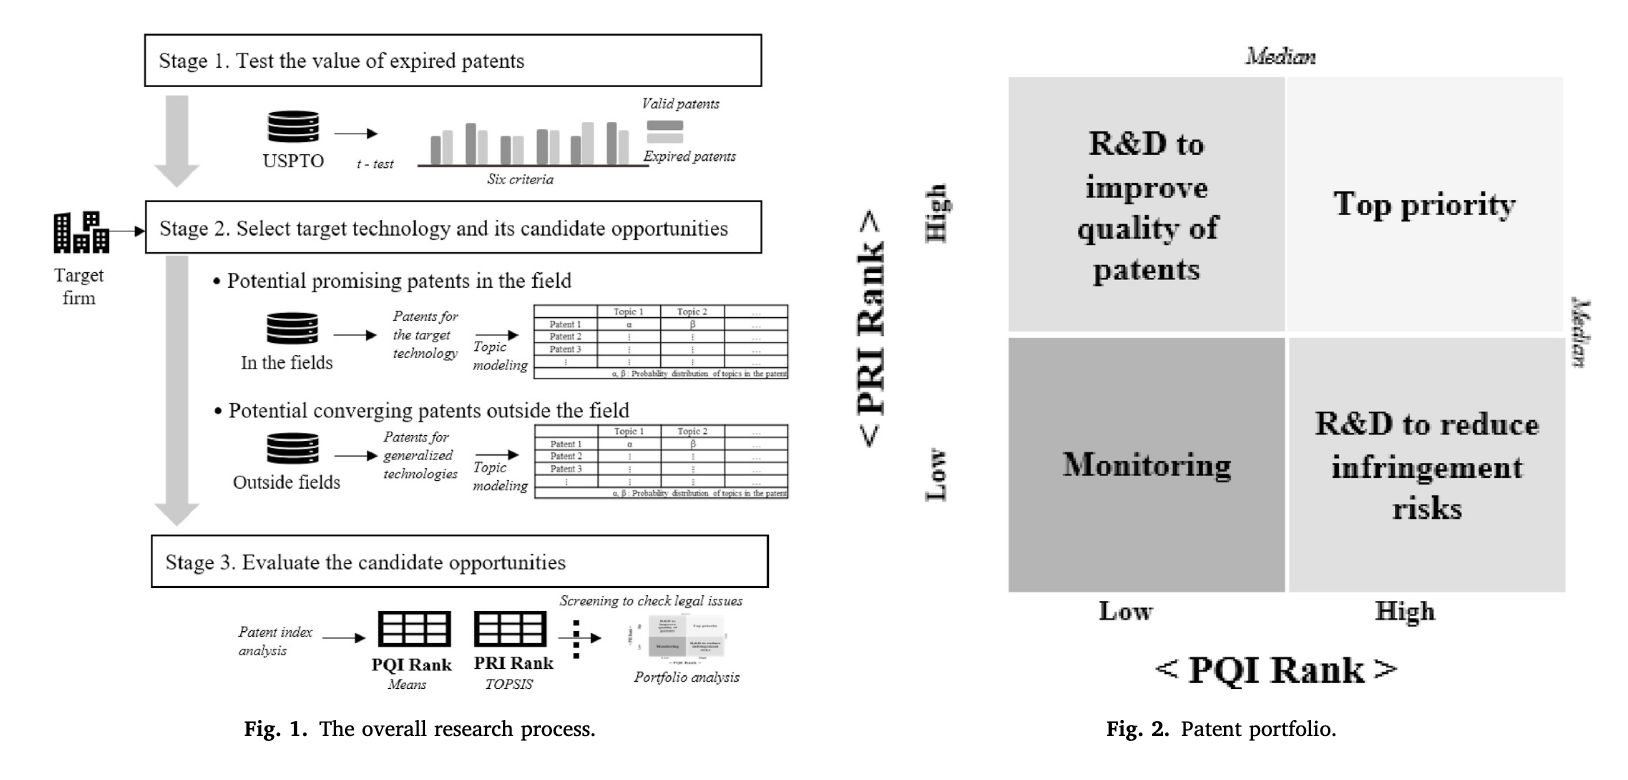 Stage 1. Test the value of expired patents
USPTO
t - test
Six criteria
Valid patents
Expired patents
Target
firm
Stage 2. Select target technology and its candidate opportunities
• Potential promising patents in the field
In the fields
Patents for
the target
technology
Topic
modeling
Topic 1 Topic 2 ...
Patent 1 α β
Patent 2 ⋮ ⋮
Patent 3 ⋮ ⋮
⋮ ⋮ ⋮
α, β : Probability distribution of topics in the patent
• Potential converging patents outside the field
Outside fields
Patents for
generalized
technologies
Topic
modeling
Topic 1 Topic 2 ...
Patent 1 α β
Patent 2 ⋮ ⋮
Patent 3 ⋮ ⋮
⋮ ⋮ ⋮
α, β : Probability distribution of topics in the patent
Stage 3. Evaluate the candidate opportunities
Patent index
analysis
PQI Rank
Means
PRI Rank
TOPSIS
Screening to check legal issues
Top priority
Monitoring
Portfolio analysis
Fig. 1. The overall research process.
Median
R&D to
improve
quality of
patents
Top priority
Monitoring
R&D to reduce
infringement
risks
Median
< PRI Rank >
High
Low
Low
High
< PQI Rank >
Fig. 2. Patent portfolio.